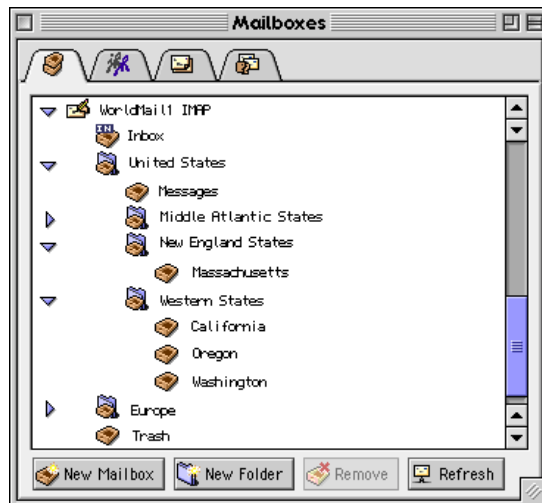 Mailboxes
WorldMail1 IMAP
IN
Inbox
United States
Messages
Middle Atlantic States
New England States
Massachusetts
Western States
California
Oregon
Washington
Europe
Trash
New Mailbox New Folder Remove Refresh